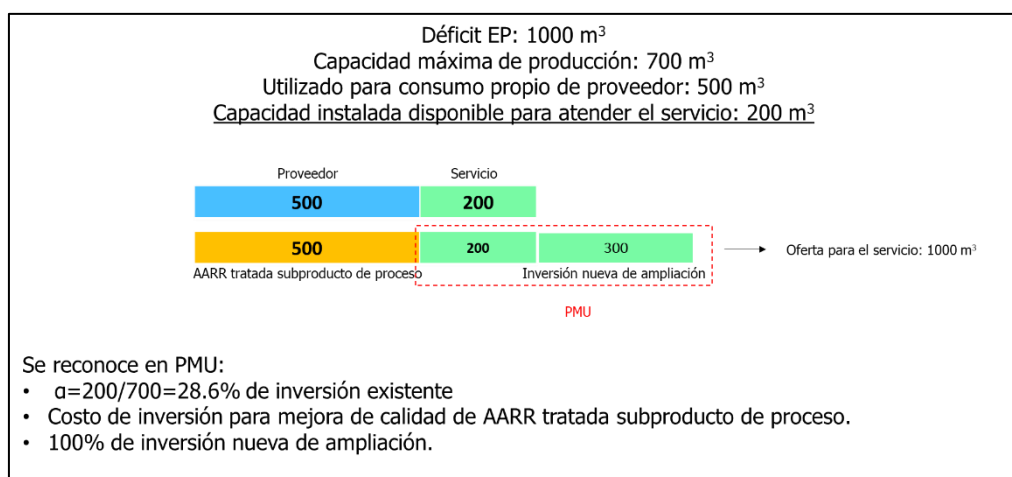 Déficit EP: 1000 m³
Capacidad máxima de producción: 700 m³
Utilizado para consumo propio de proveedor: 500 m³
Capacidad instalada disponible para atender el servicio: 200 m³
Proveedor Servicio
500 200
500 200 300 Oferta para el servicio: 1000 m³
AARR tratada subproducto de proceso Inversión nueva de ampliación
PMU
Se reconoce en PMU:
• α=200/700=28.6% de inversión existente
• Costo de inversión para mejora de calidad de AARR tratada subproducto de proceso.
• 100% de inversión nueva de ampliación.